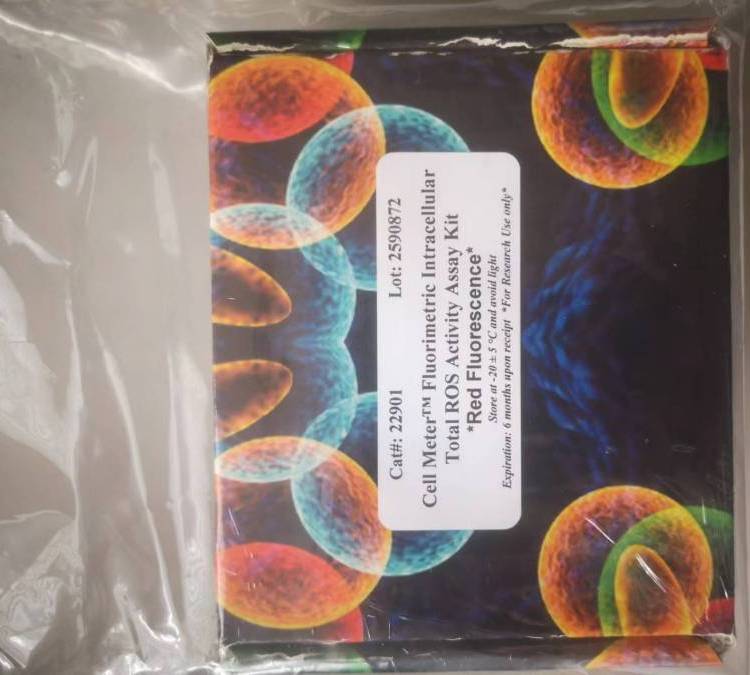 Cat#: 22901 Lot: 2590872
Cell Meter™ Fluorimetric Intracellular
Total ROS Activity Assay Kit
*Red Fluorescence*
Store at -20 ± 5 °C and avoid light
Expiration: 6 months upon receipt *For Research Use only*